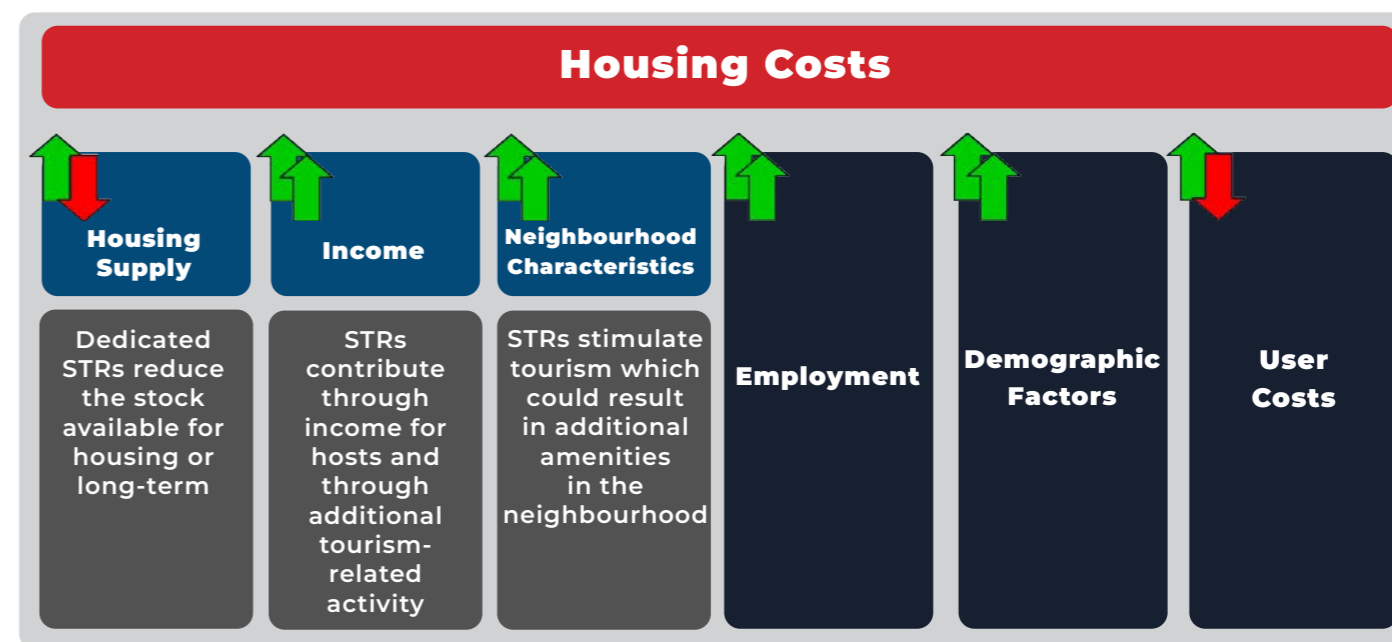 Housing Costs
Housing
Supply
Dedicated
STRs reduce
the stock
available for
housing or
long-term
Income
STRs
contribute
through
income for
hosts and
through
additional
tourism-
related
activity
Neighbourhood
Characteristics
STRs stimulate
tourism which
could result
in additional
amenities
in the
neighbourhood
Employment
Demographic
Factors
User
Costs